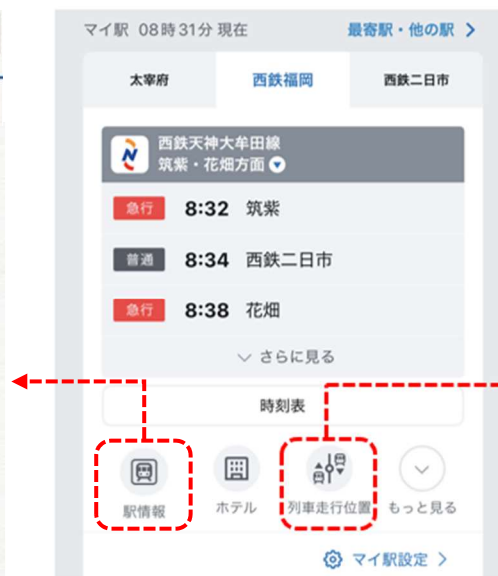 マイ駅 08時31分 現在
最寄駅・他の駅
太宰府
西鉄福岡
西鉄二日市
西鉄天神大牟田線
筑紫・花畑方面
急行 8:32 筑紫
普通 8:34 西鉄二日市
急行 8:38 花畑
さらに見る
時刻表
駅情報
ホテル
列車走行位置
もっと見る
マイ駅設定